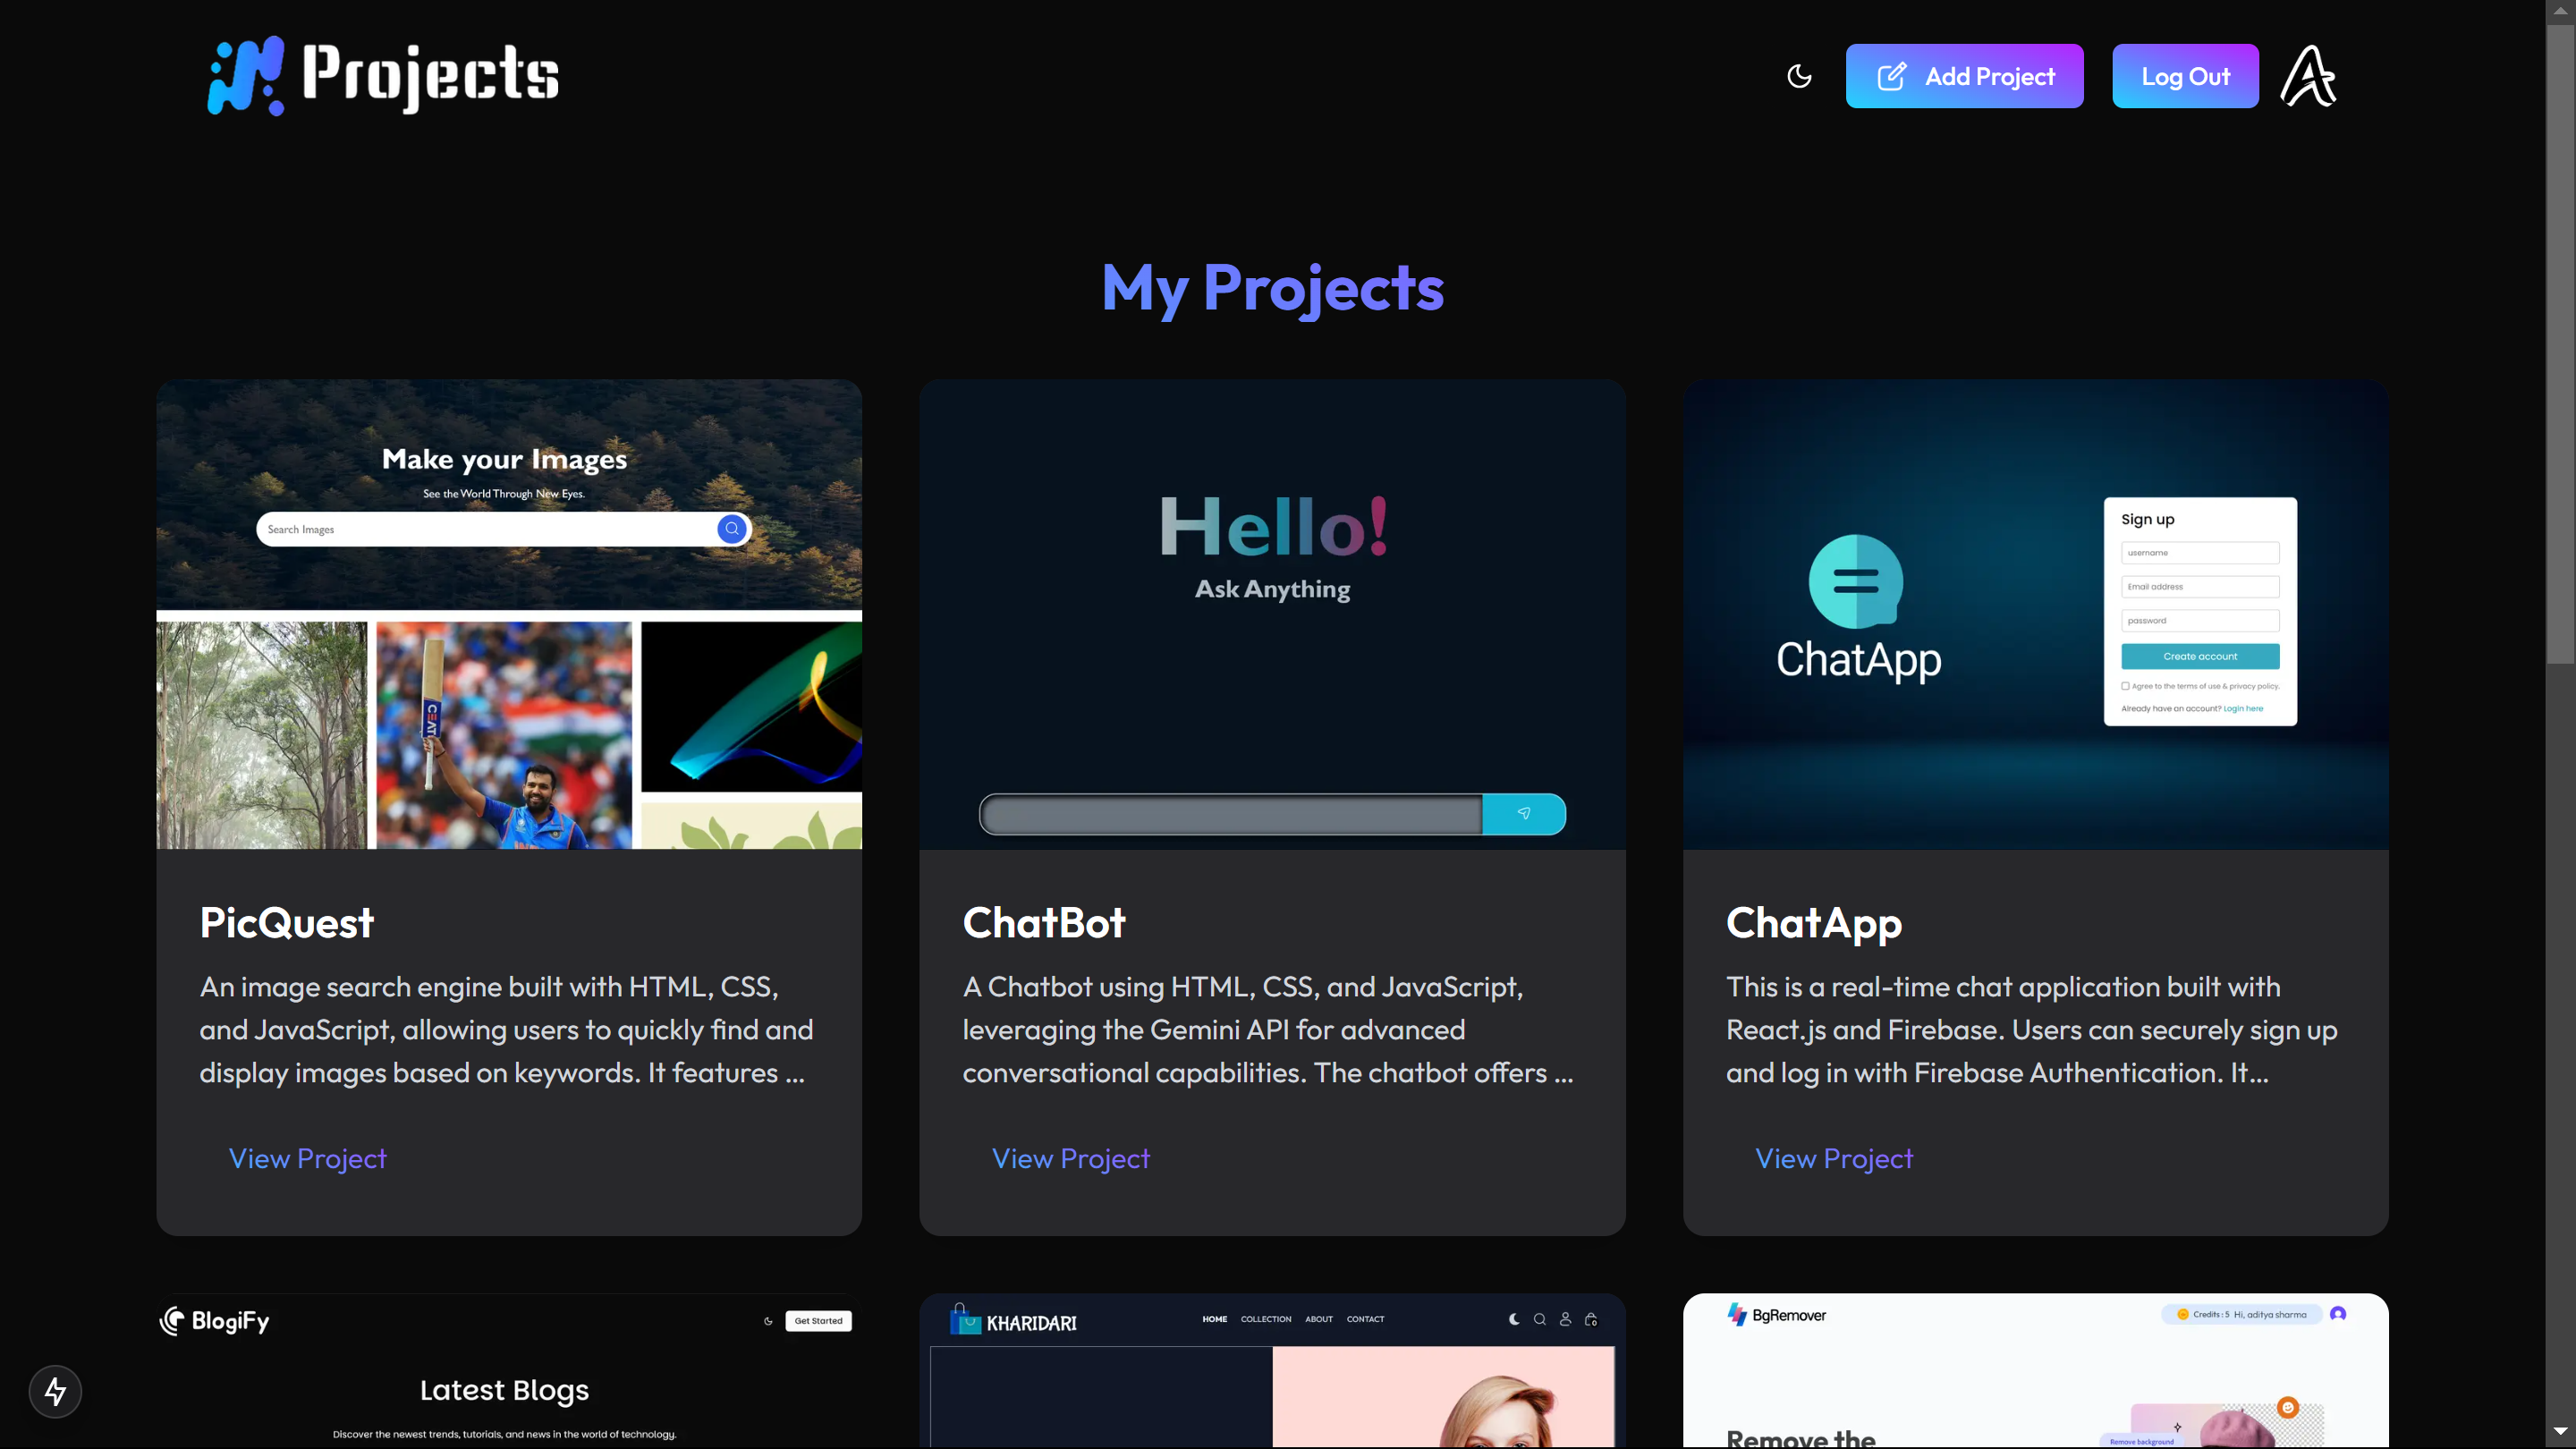 Projects
Add Project
Log Out
My Projects
Make your Images
See the World Through New Eyes.
Search Images
CEAT
Hello!
Ask Anything
ChatApp
Sign up
username
Email address
password
Create account
Agree to the terms of use & privacy policy.
Already have an account? Login here
PicQuest
An image search engine built with HTML, CSS,
and JavaScript, allowing users to quickly find and
display images based on keywords. It features ...
View Project
ChatBot
A Chatbot using HTML, CSS, and JavaScript,
leveraging the Gemini API for advanced
conversational capabilities. The chatbot offers ...
View Project
ChatApp
This is a real-time chat application built with
React.js and Firebase. Users can securely sign up
and log in with Firebase Authentication. It...
View Project
BlogiFy
Get Started
Latest Blogs
Discover the newest trends, tutorials, and news in the world of technology.
KHARIDARI
HOME COLLECTION ABOUT CONTACT
0
BgRemover
Credits : 5 Hi, aditya sharma
Remove the
Remove background